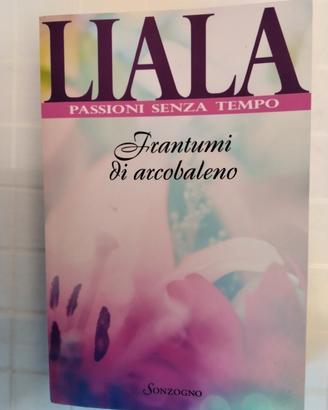 LIALA
PASSIONI SENZA TEMPO
Frantumi
di arcobaleno
SONZOGNO